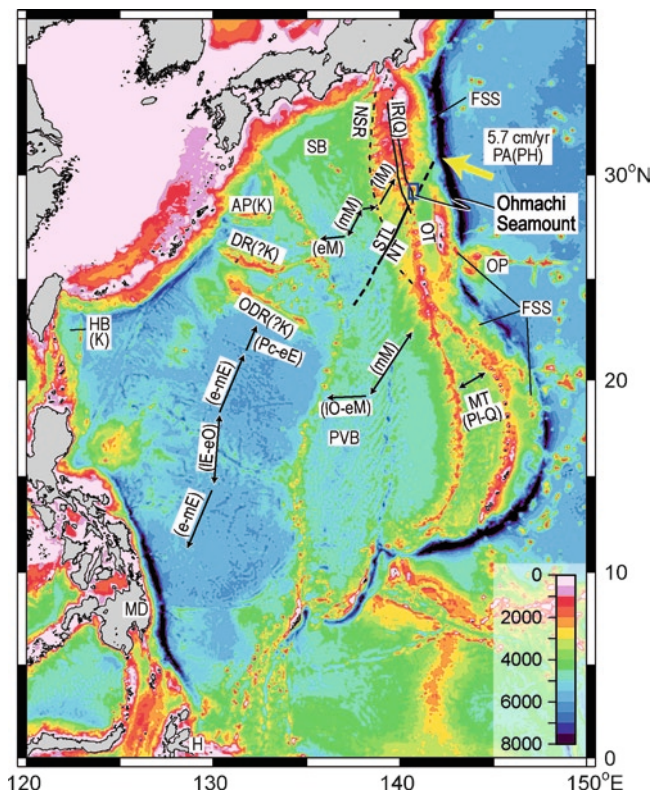 FSS
NSR
IR(Q)
SB
5.7 cm/yr
PA(PH)
30°N
(lM)
Ohmachi
Seamount
AP(K)
(mM)
(eM)
DR(?K)
STL
NT
OT
OP
ODR(?K)
FSS
HB
(K)
(Pc-eE)
(mM)
(e-mE)
20
(lO-eM)
MT
(Pl-Q)
PVB
(lE-eO)
(e-mE)
10
0
2000
4000
6000
8000
MD
H
0
120
130
140
150°E